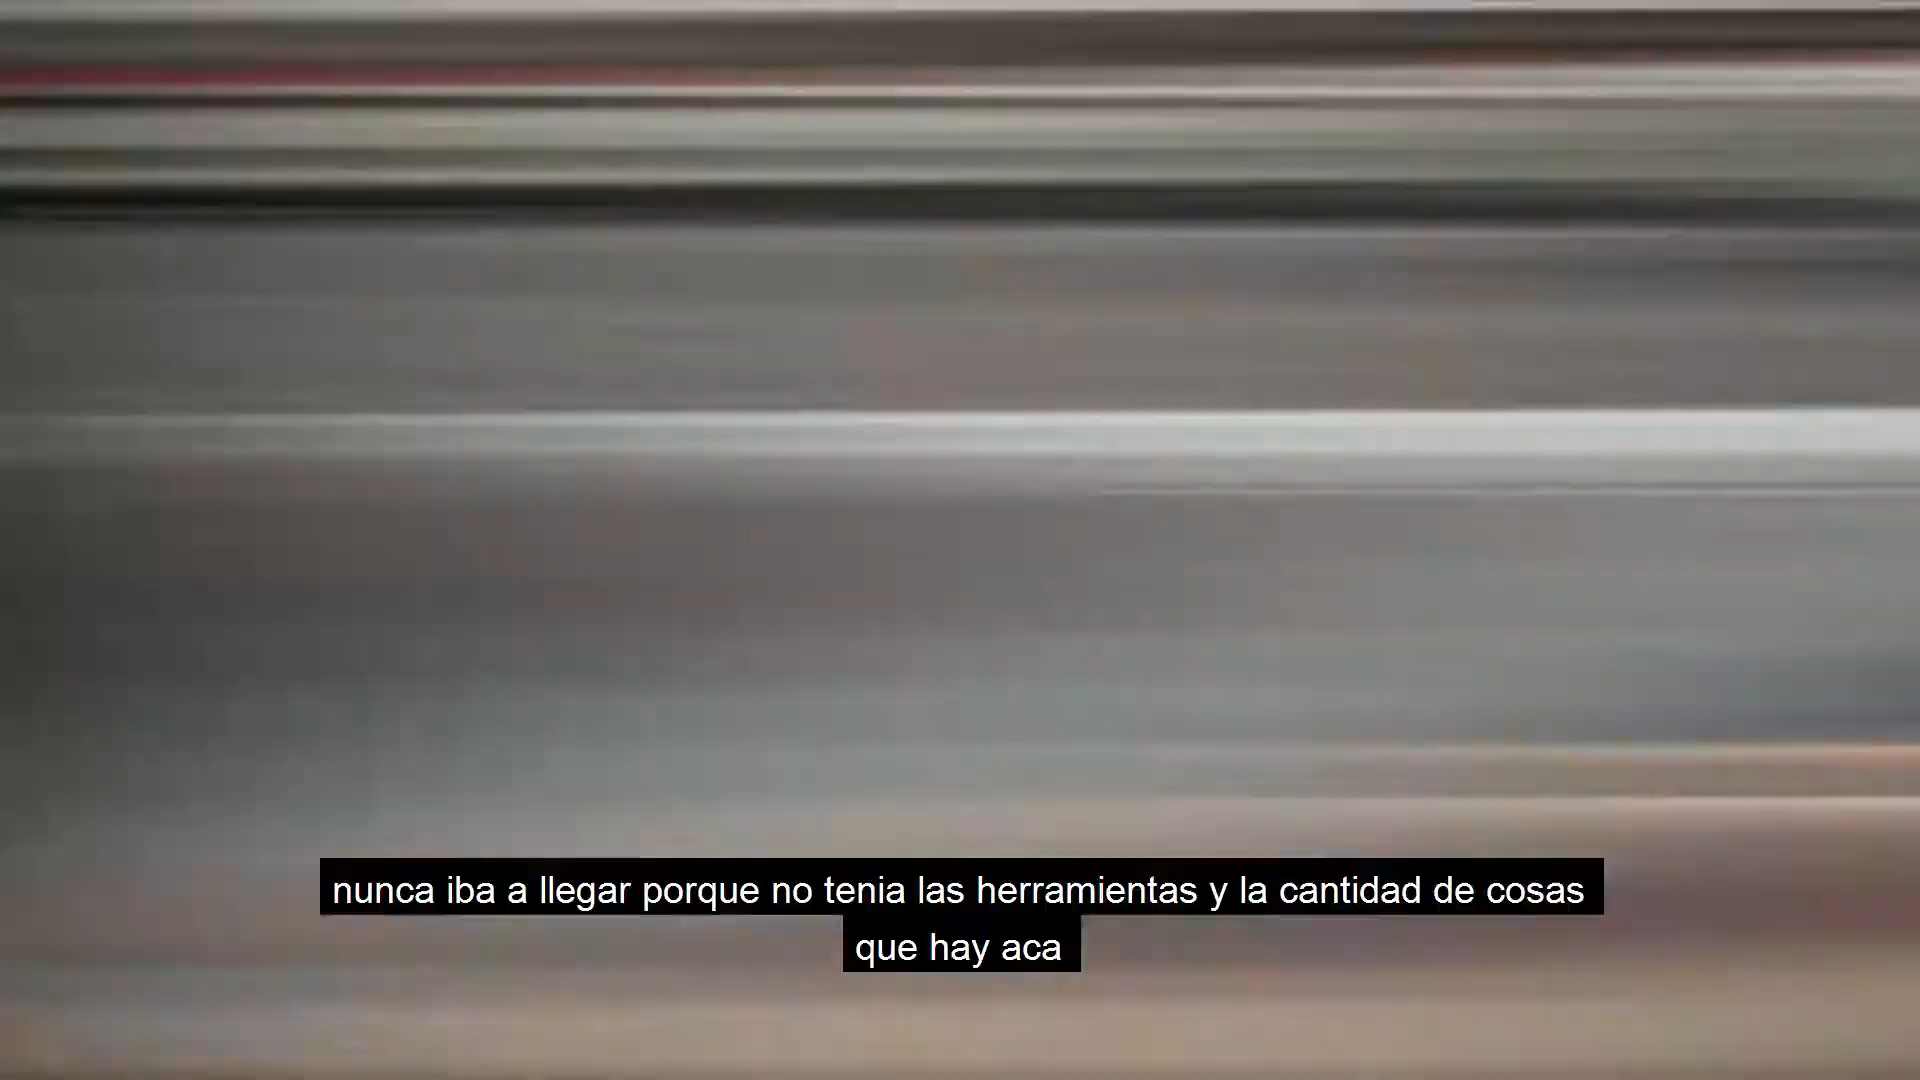 nunca iba a llegar porque no tenia las herramientas y la cantidad de cosas
que hay aca